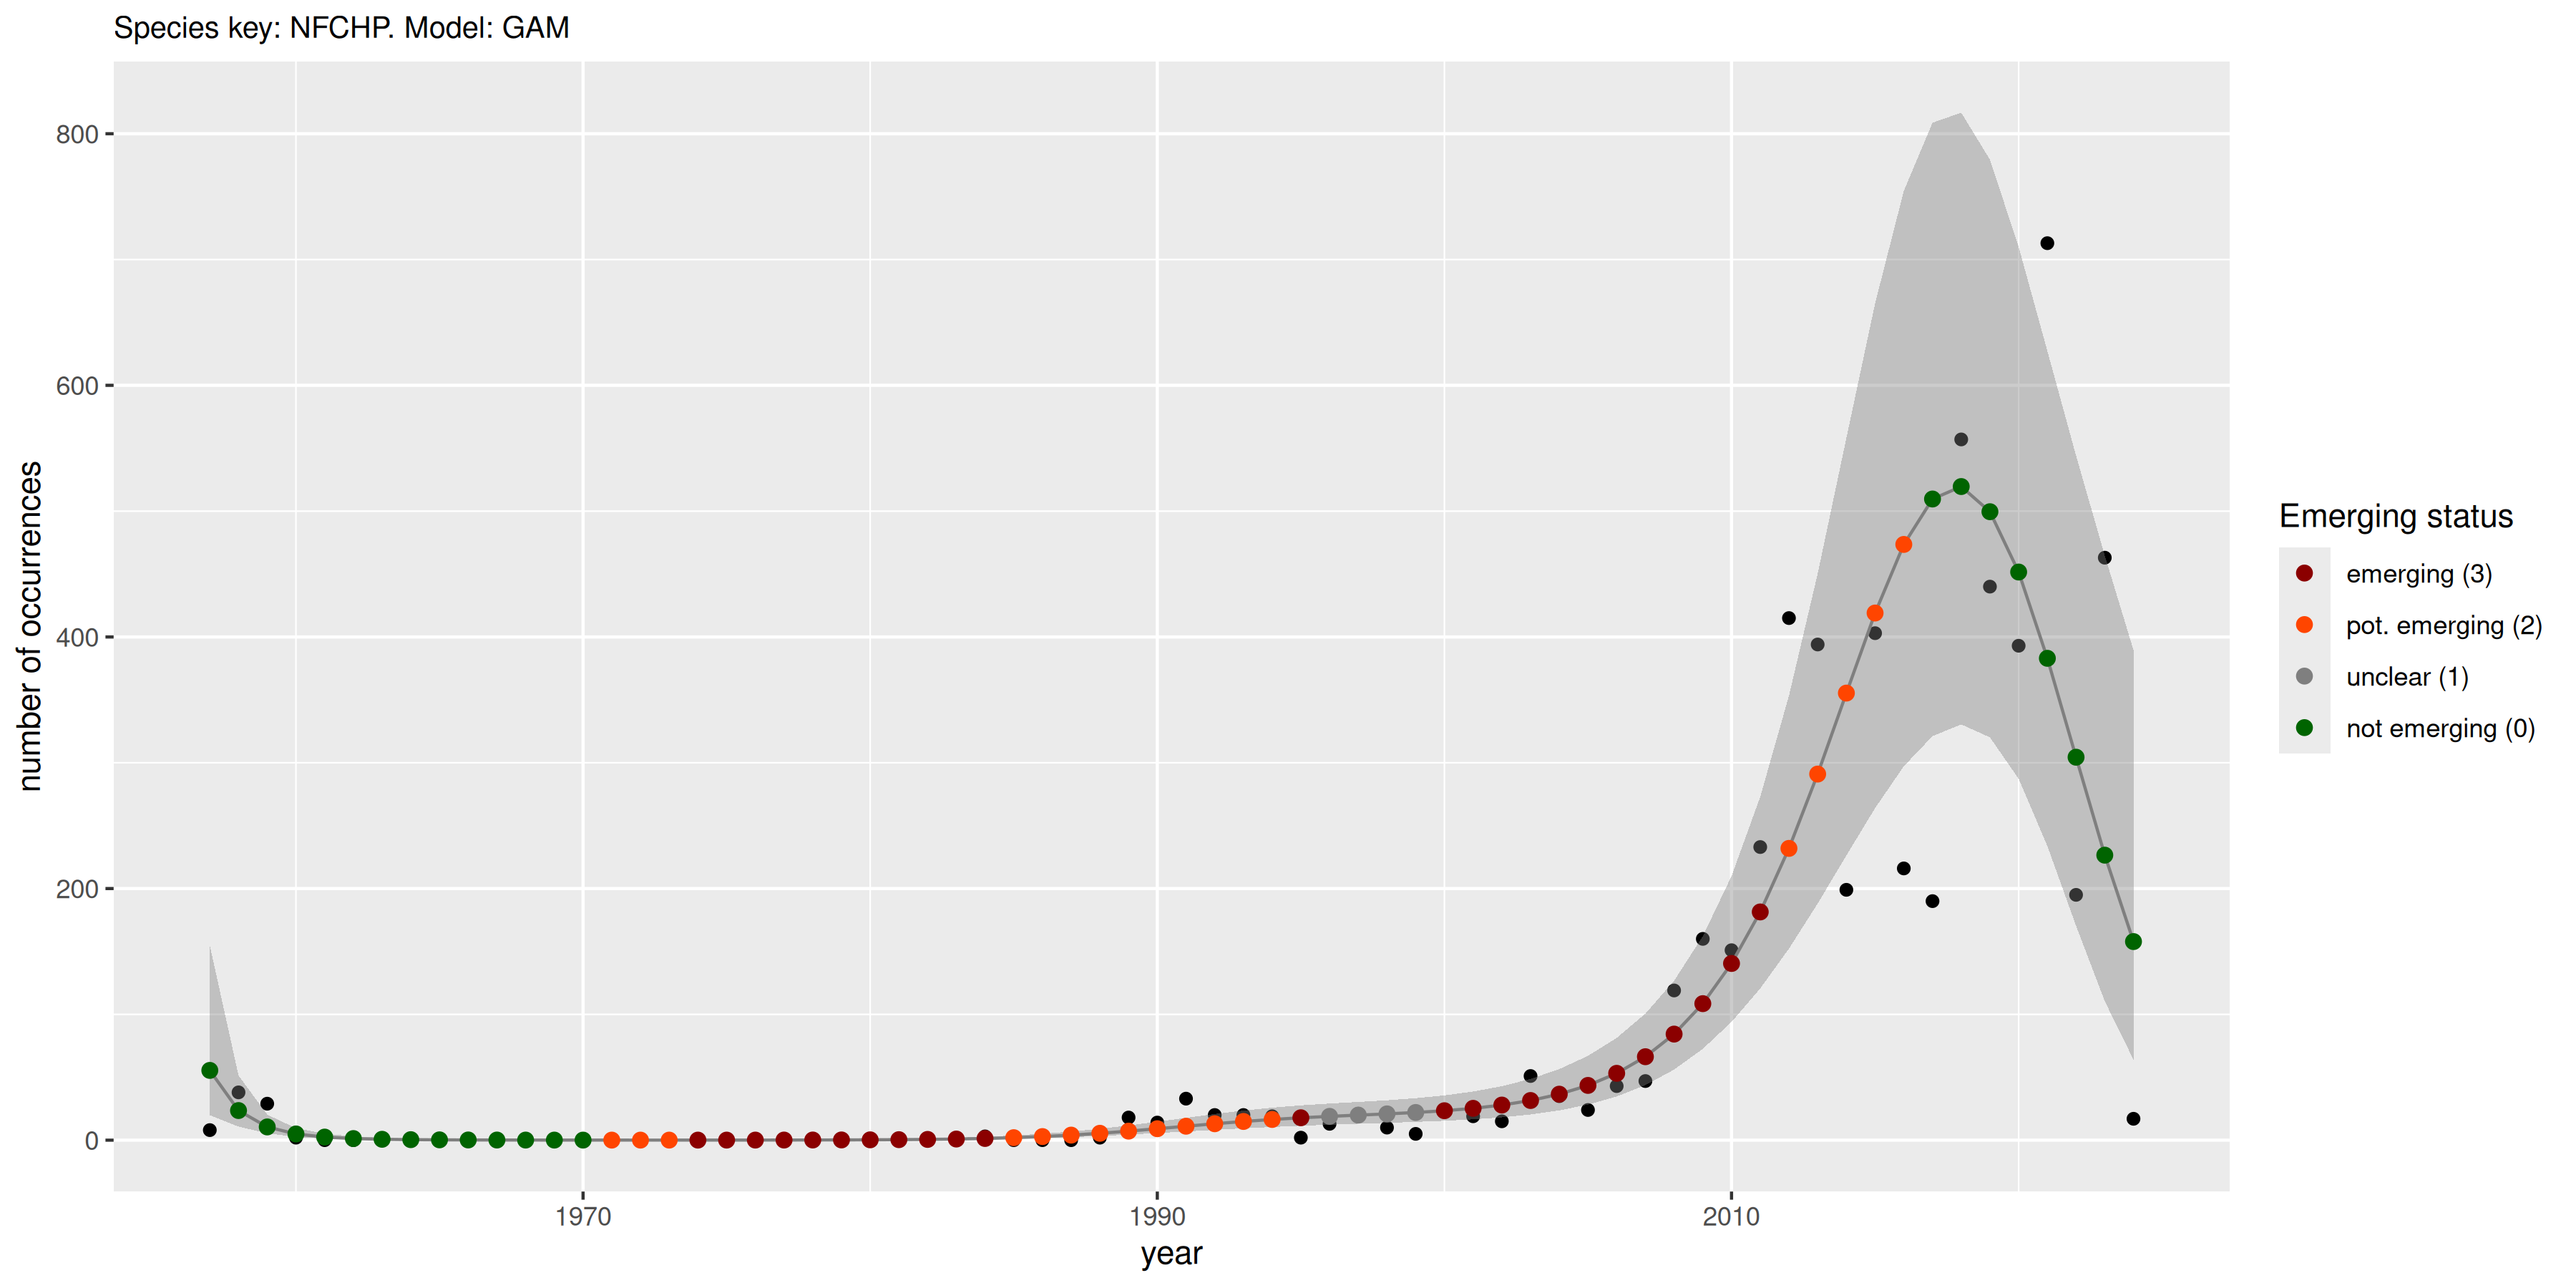 Species key: NFCHP. Model: GAM
800
600
400
200
0
number of occurrences
1970
1990
2010
year
Emerging status
emerging (3)
pot. emerging (2)
unclear (1)
not emerging (0)